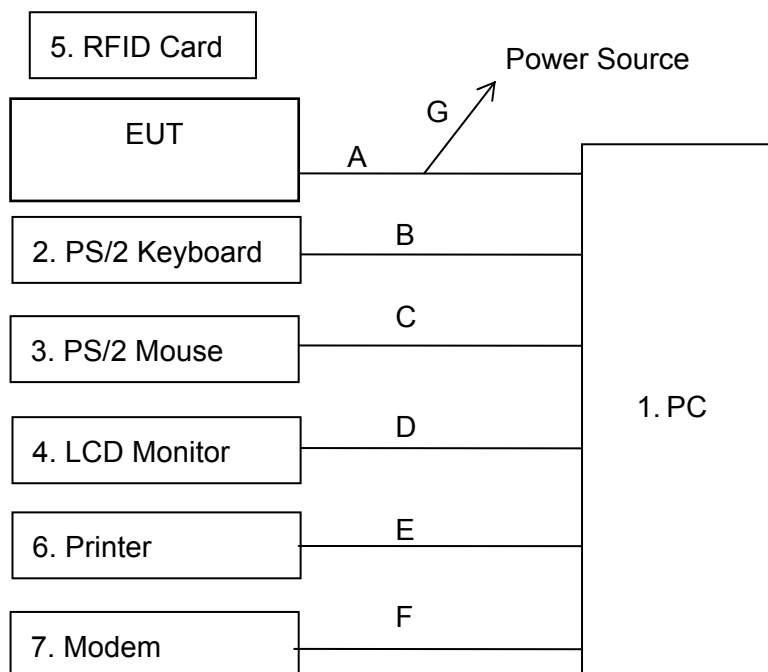 5. RFID Card
Power Source
EUT
G
A
B
2. PS/2 Keyboard
C
3. PS/2 Mouse
1. PC
D
4. LCD Monitor
E
6. Printer
F
7. Modem